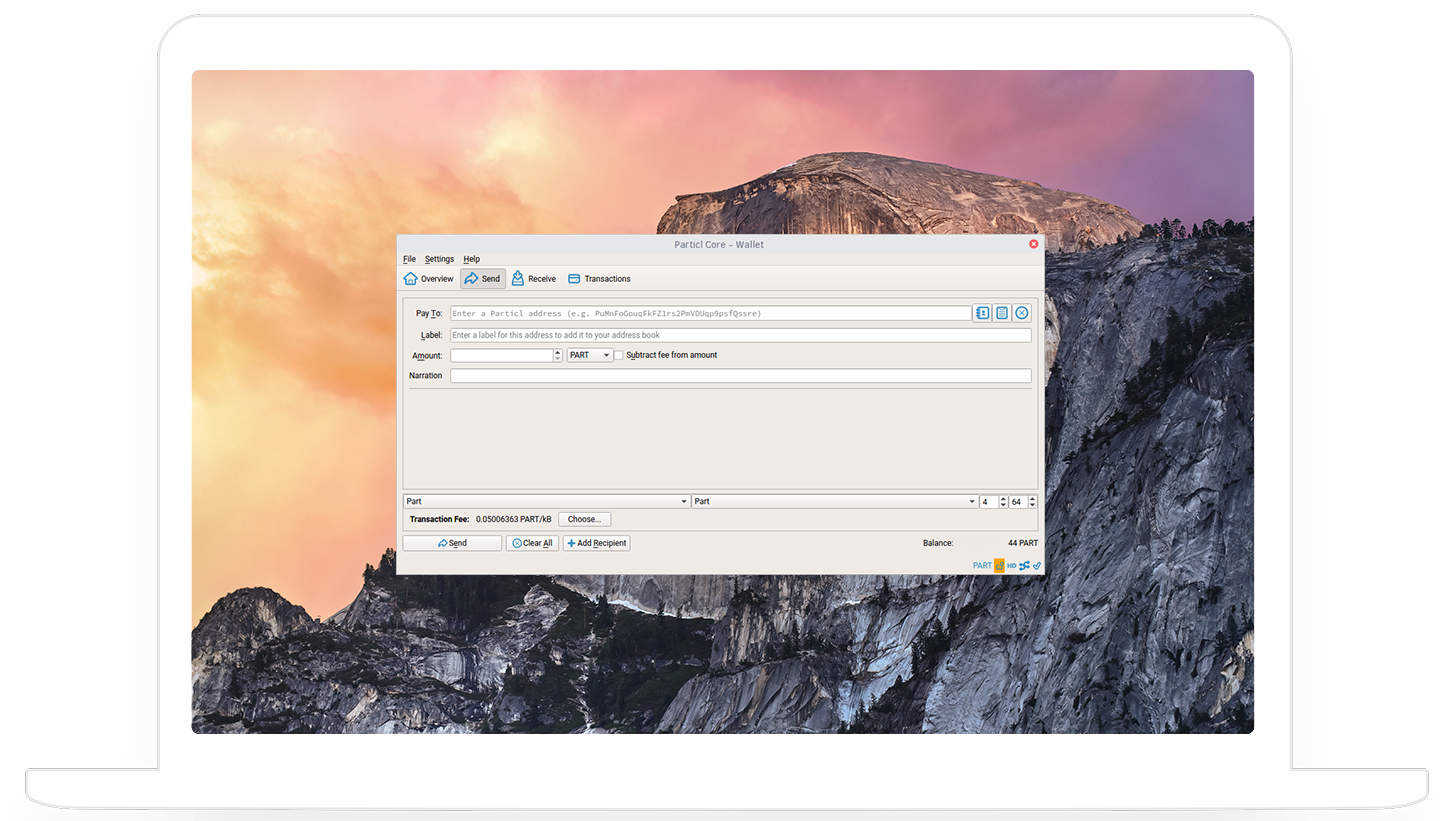 Particl Core - Wallet
File Settings Help
Overview Send Receive Transactions
Pay To: Enter a Particl address (e.g. PuMnFoGouqFkFZ1rs2PmVDUqp9psfQssre)
Label: Enter a label for this address to add it to your address book
Amount: PART Subtract fee from amount
Narration
Part Part 4 64
Transaction Fee: 0.05006363 PART/kB Choose...
Send Clear All Add Recipient Balance: 44 PART
PART HD